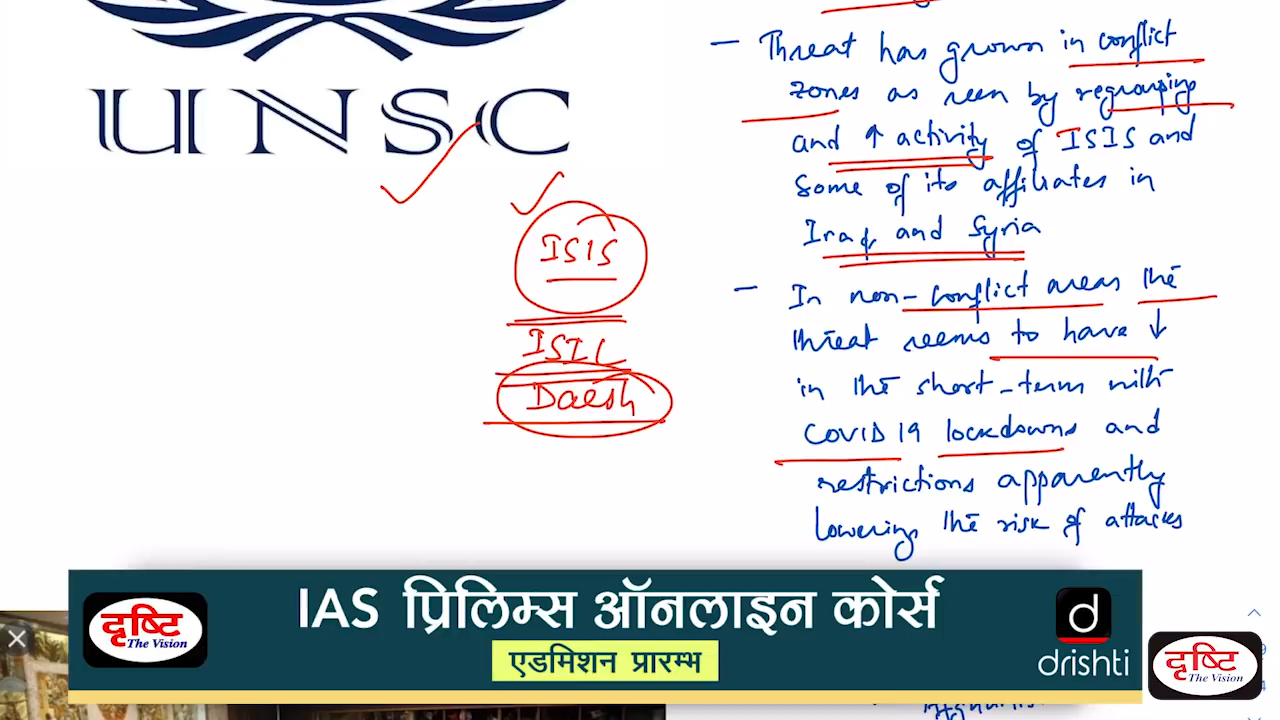 UNSC
ISIS
ISIL
Daesh
- Threat has grown in conflict
zones as seen by regrouping
and ↑ activity of ISIS and
some of its affiliates in
Iraq and Syria
- In non-conflict areas the
threat seems to have ↓
in the short-term with
COVID 19 lockdowns and
restrictions apparently
lowering the risk of attacks
दृष्टि
The Vision
IAS प्रिलिम्स ऑनलाइन कोर्स
एडमिशन प्रारम्भ
d
drishti
दृष्टि
The Vision